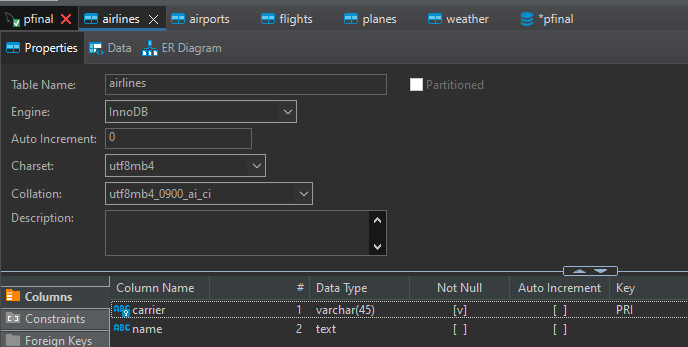 pfinal airlines airports flights planes weather *pfinal
Properties Data ER Diagram
Table Name: airlines Partitioned
Engine: InnoDB
Auto Increment: 0
Charset: utf8mb4
Collation: utf8mb4_0900_ai_ci
Description:
Columns Column Name # Data Type Not Null Auto Increment Key
Constraints ABC carrier 1 varchar(45) [v] [ ] PRI
Foreign Keys ABC name 2 text [ ] [ ]